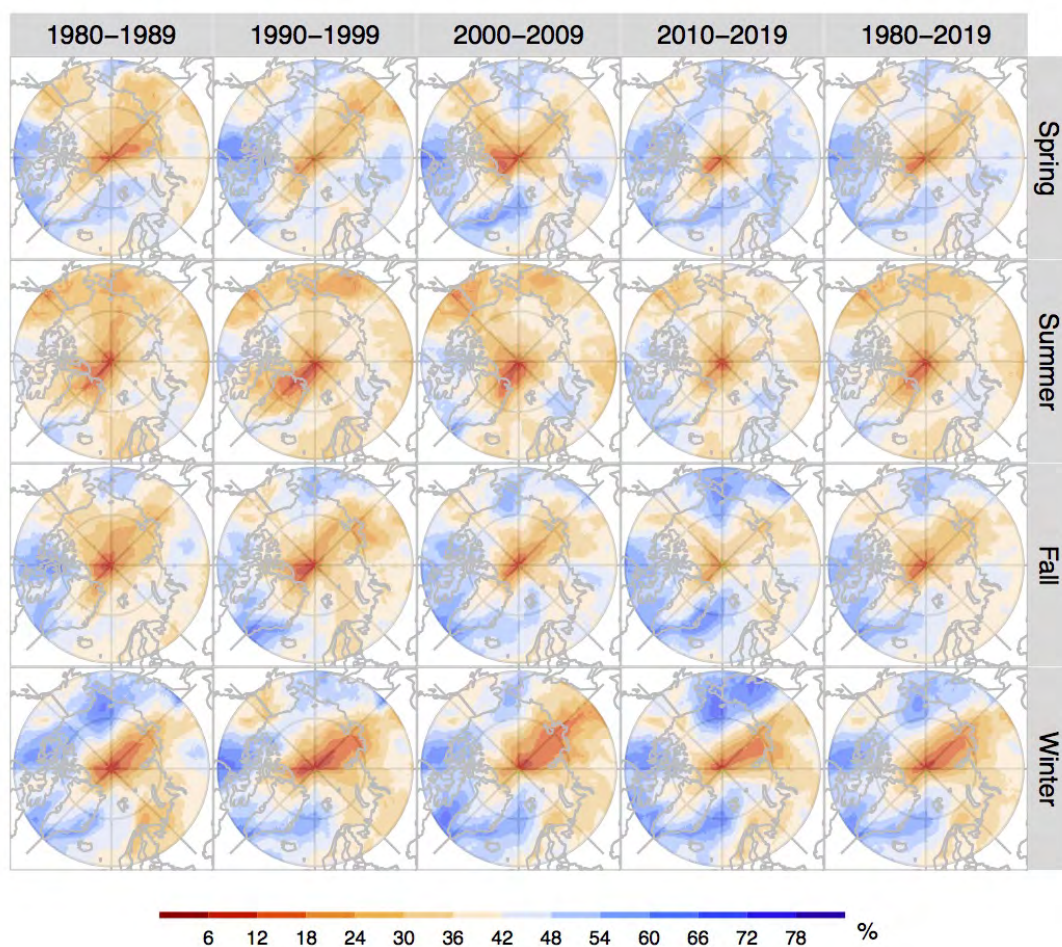 1980−1989 1990−1999 2000−2009 2010−2019 1980−2019
Spring
Summer
Fall
Winter
6 12 18 24 30 36 42 48 54 60 66 72 78 %